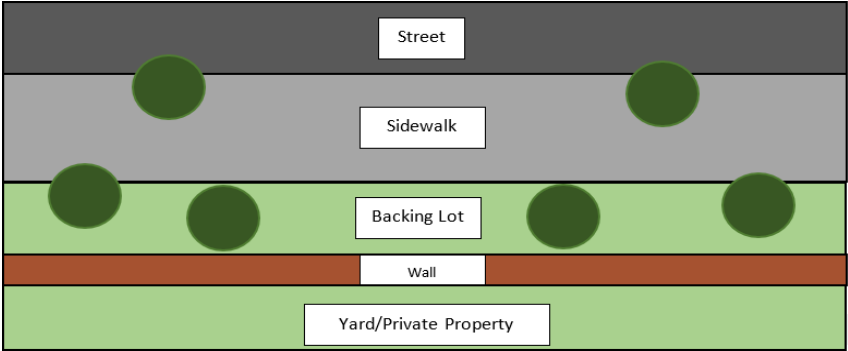 Street
Sidewalk
Backing Lot
Wall
Yard/Private Property